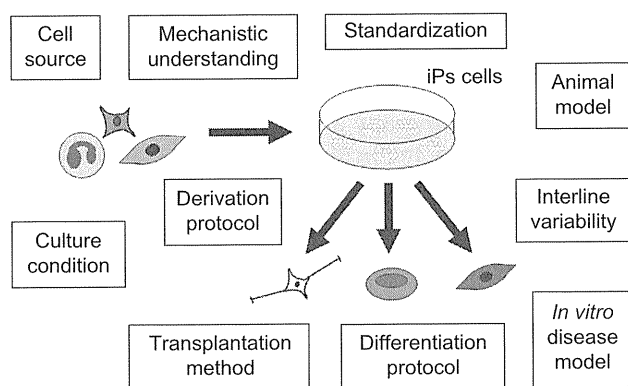 Cell
source
Mechanistic
understanding
Standardization
iPs cells
Animal
model
Derivation
protocol
Interline
variability
Culture
condition
Transplantation
method
Differentiation
protocol
In vitro
disease
model